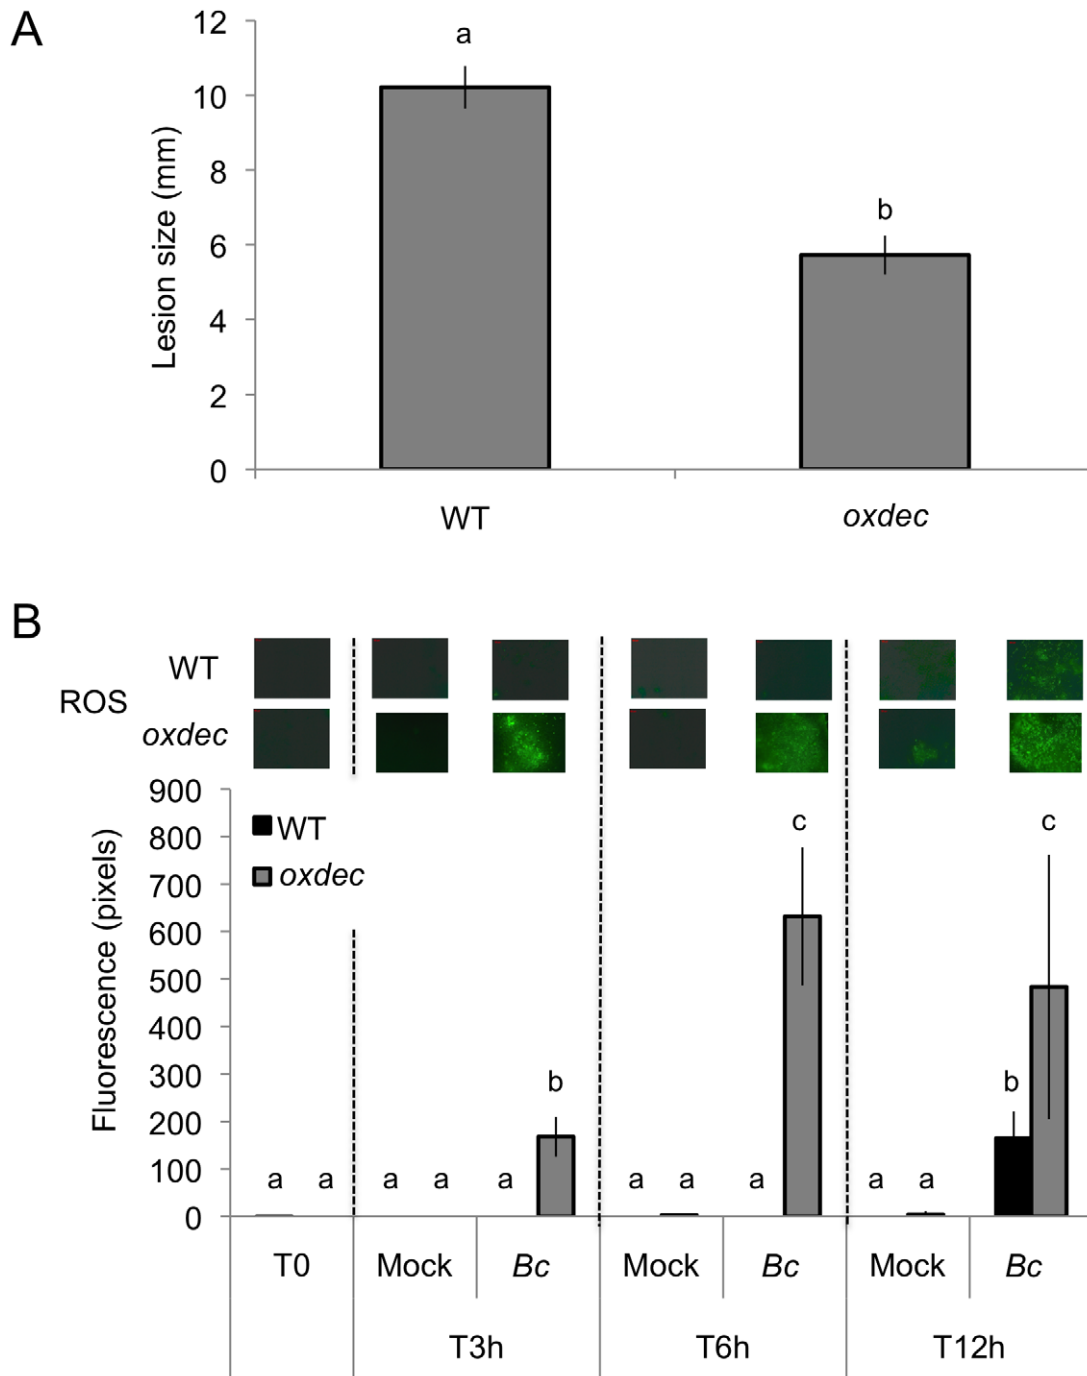 A
12
10
8
6
4
2
0
Lesion size (mm)
a
b
WT
oxdec
B
ROS
WT
oxdec
900
800
700
600
500
400
300
200
100
0
Fluorescence (pixels)
WT
oxdec
a a a a a b a a a c a a b c
T0 Mock Bc Mock Bc Mock Bc
T3h T6h T12h